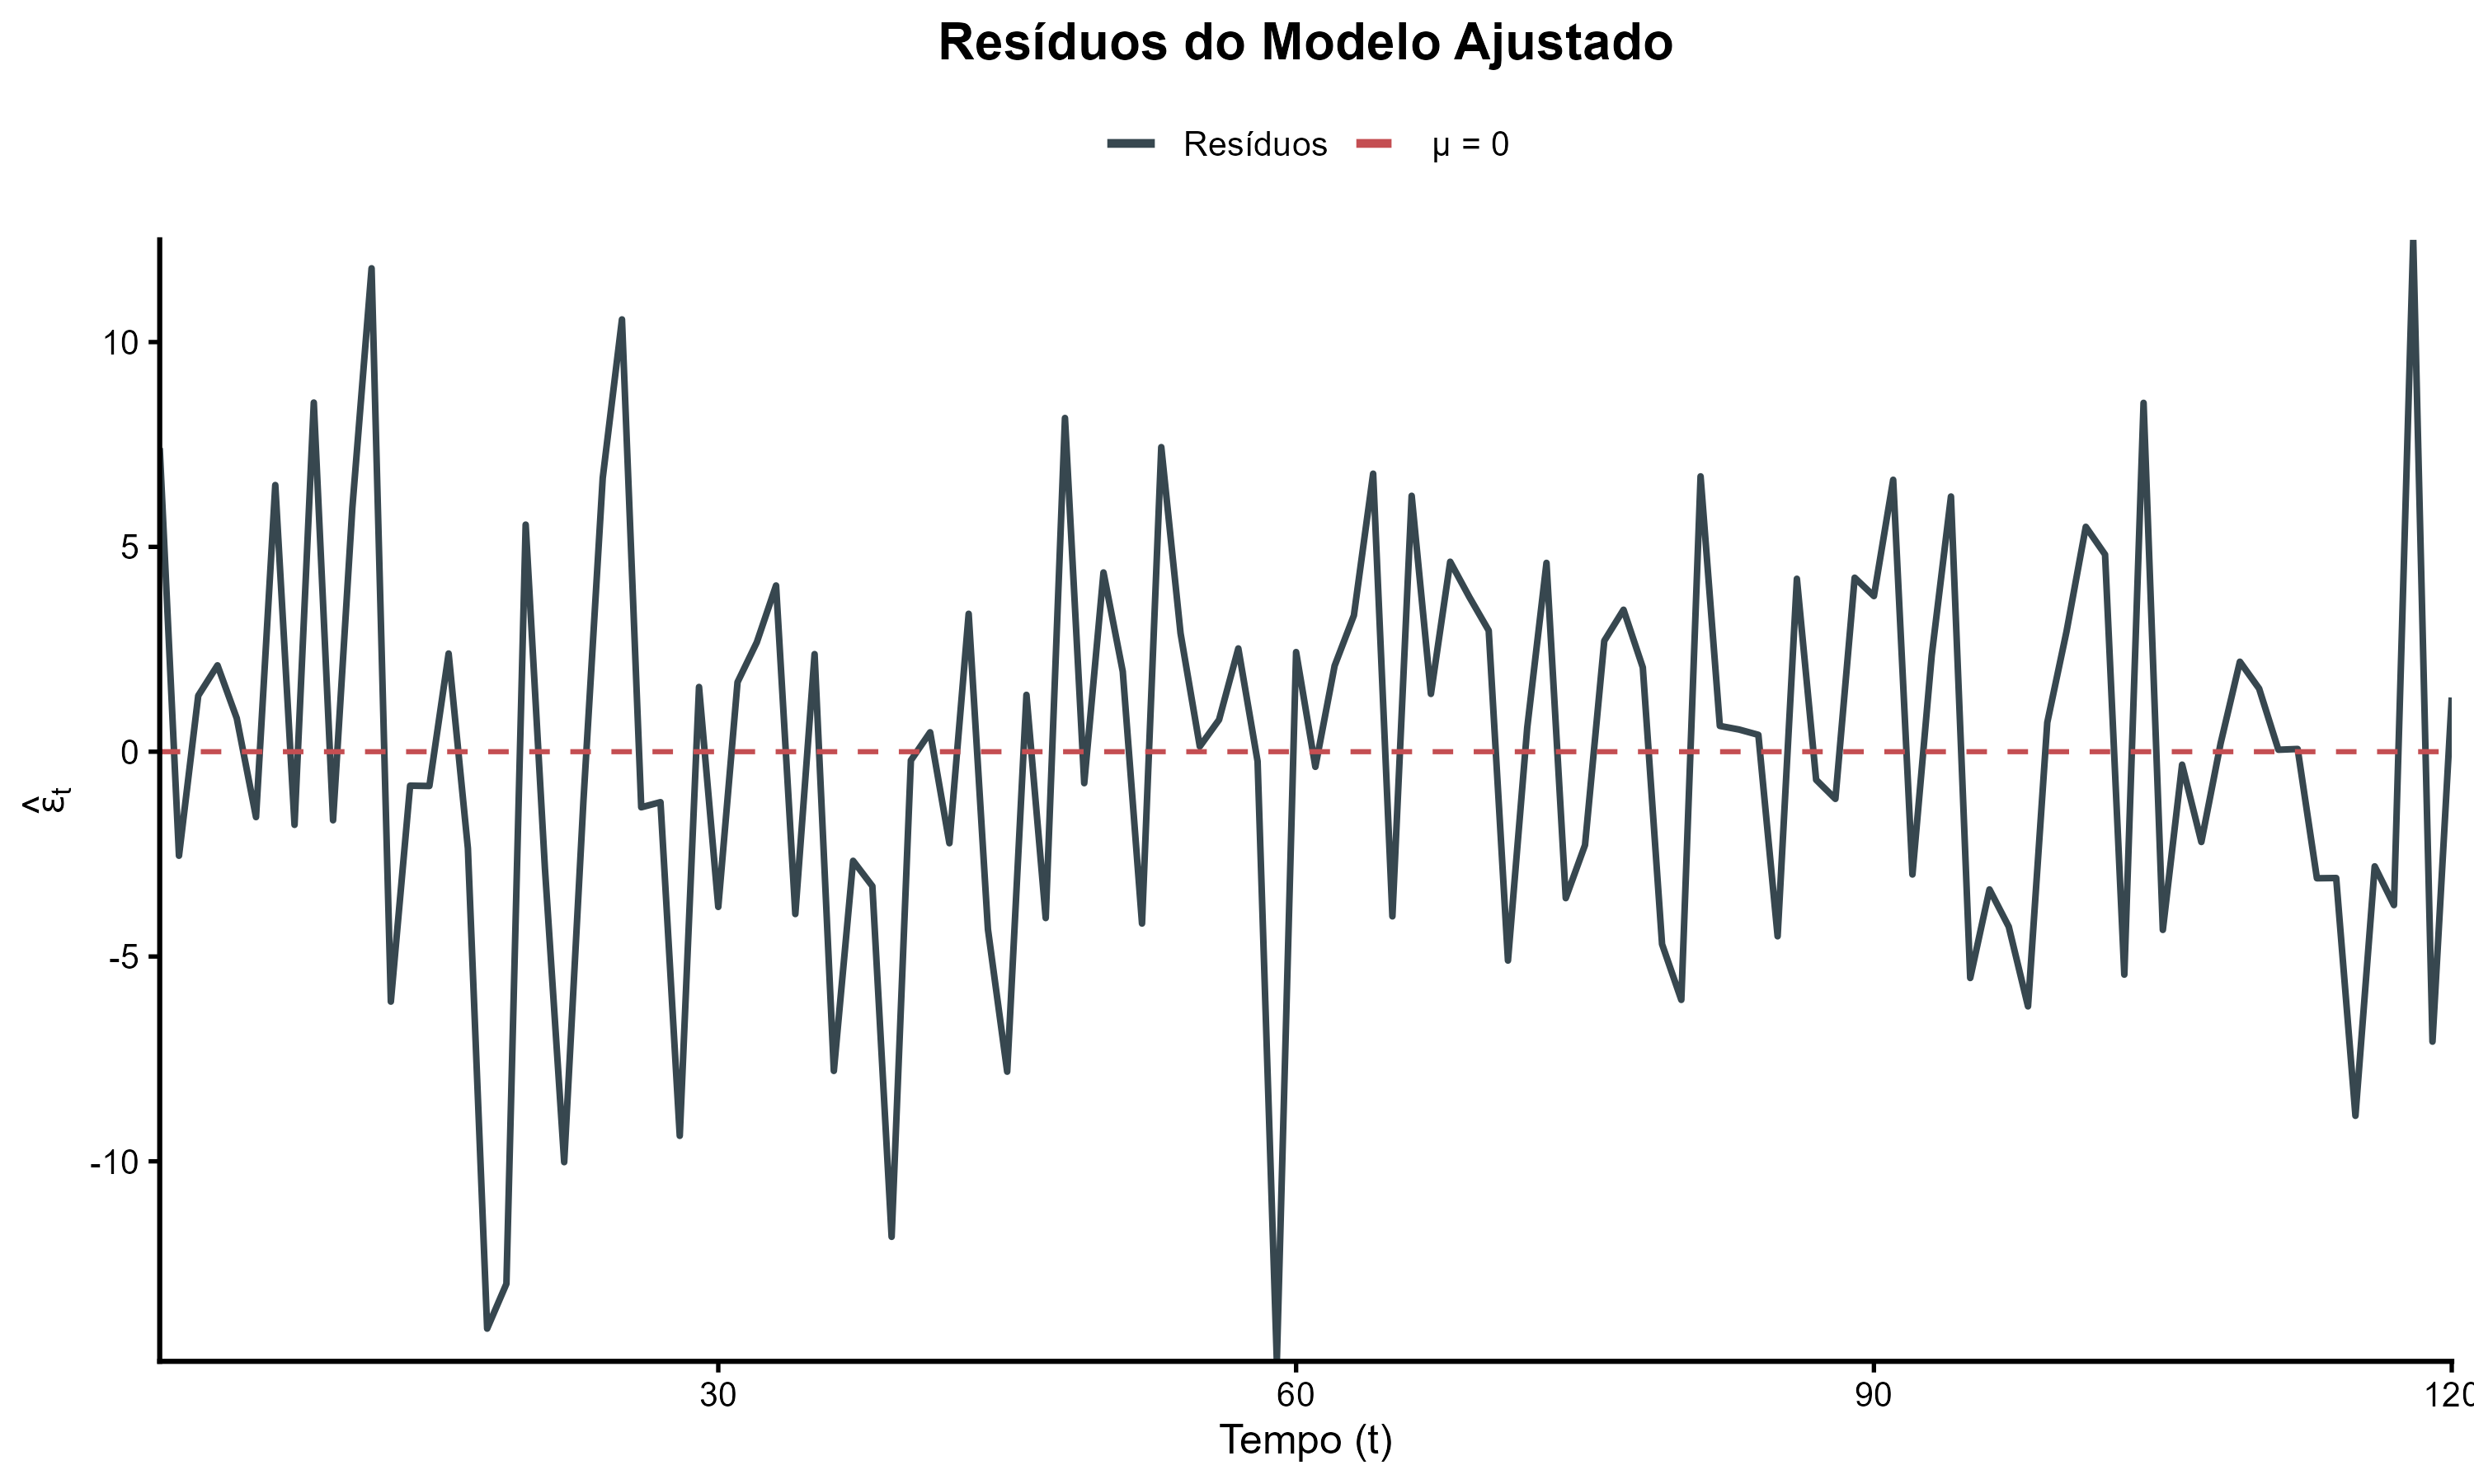 Resíduos do Modelo Ajustado
Resíduos μ = 0
10
5
0
-5
-10
ε̂t
30 60 90 120
Tempo (t)